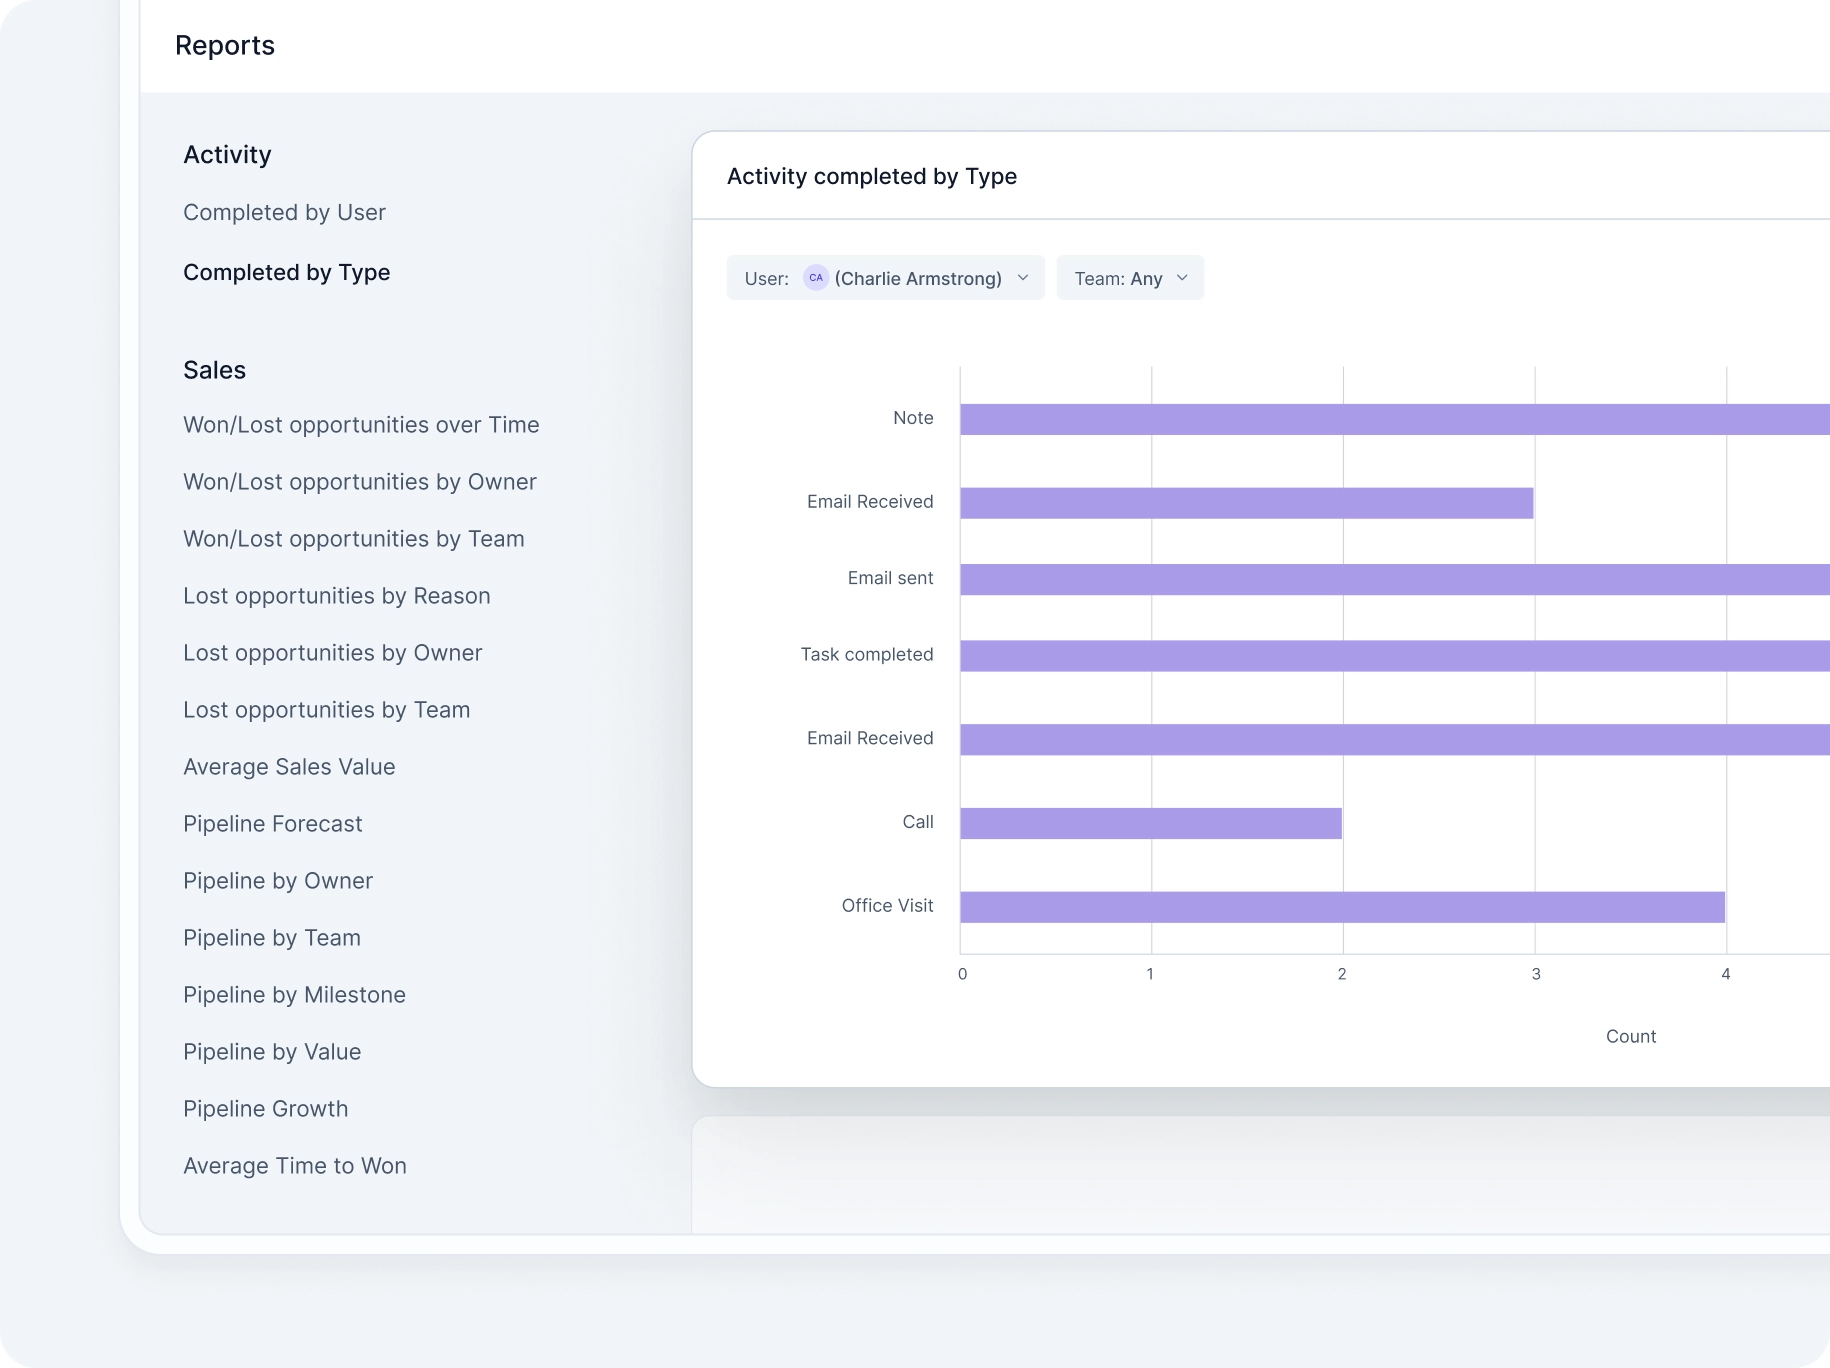 Reports
Activity
Completed by User
Completed by Type
Sales
Won/Lost opportunities over Time
Won/Lost opportunities by Owner
Won/Lost opportunities by Team
Lost opportunities by Reason
Lost opportunities by Owner
Lost opportunities by Team
Average Sales Value
Pipeline Forecast
Pipeline by Owner
Pipeline by Team
Pipeline by Milestone
Pipeline by Value
Pipeline Growth
Average Time to Won
Activity completed by Type
User: CA (Charlie Armstrong) Team: Any
Note
Email Received
Email sent
Task completed
Email Received
Call
Office Visit
0 1 2 3 4
Count